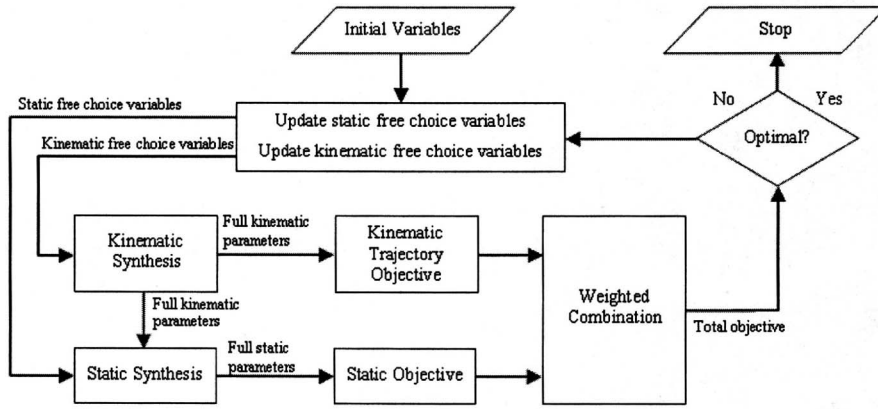 Initial Variables
Stop
Static free choice variables
No
Yes
Update static free choice variables
Kinematic free choice variables
Update kinematic free choice variables
Optimal?
Full kinematic
parameters
Kinematic
Synthesis
Kinematic
Trajectory
Objective
Weighted
Combination
Full kinematic
parameters
Total objective
Full static
parameters
Static Synthesis
Static Objective